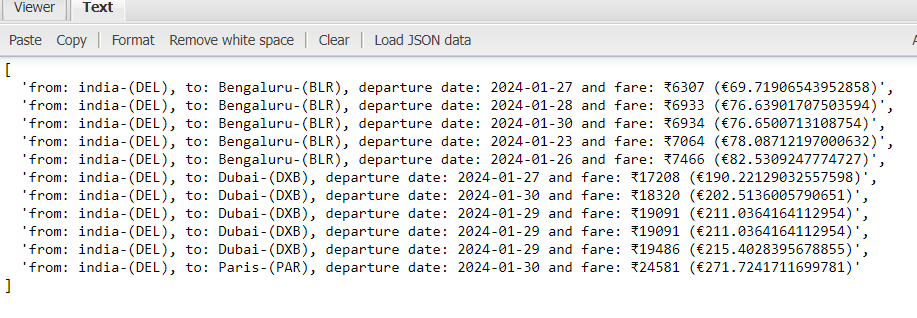 Viewer Text
Paste Copy Format Remove white space Clear Load JSON data A
[
'from: india-(DEL), to: Bengaluru-(BLR), departure date: 2024-01-27 and fare: ₹6307 (€69.71906543952858)',
'from: india-(DEL), to: Bengaluru-(BLR), departure date: 2024-01-28 and fare: ₹6933 (€76.63901707503594)',
'from: india-(DEL), to: Bengaluru-(BLR), departure date: 2024-01-30 and fare: ₹6934 (€76.6500713108754)',
'from: india-(DEL), to: Bengaluru-(BLR), departure date: 2024-01-23 and fare: ₹7064 (€78.08712197000632)',
'from: india-(DEL), to: Bengaluru-(BLR), departure date: 2024-01-26 and fare: ₹7466 (€82.5309247774727)',
'from: india-(DEL), to: Dubai-(DXB), departure date: 2024-01-27 and fare: ₹17208 (€190.22129032557598)',
'from: india-(DEL), to: Dubai-(DXB), departure date: 2024-01-30 and fare: ₹18320 (€202.5136005790651)',
'from: india-(DEL), to: Dubai-(DXB), departure date: 2024-01-29 and fare: ₹19091 (€211.0364164112954)',
'from: india-(DEL), to: Dubai-(DXB), departure date: 2024-01-29 and fare: ₹19091 (€211.0364164112954)',
'from: india-(DEL), to: Dubai-(DXB), departure date: 2024-01-29 and fare: ₹19486 (€215.4028395678855)',
'from: india-(DEL), to: Paris-(PAR), departure date: 2024-01-30 and fare: ₹24581 (€271.7241711699781)'
]